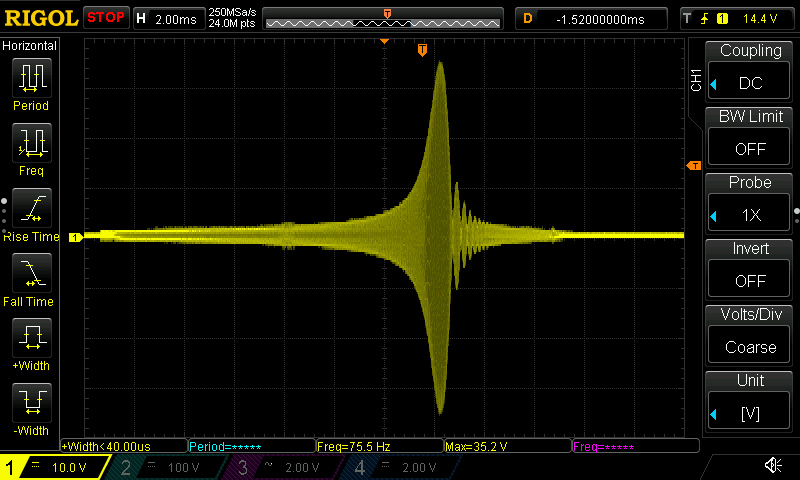 RIGOL STOP H 2.00ms 250MSa/s 24.0M pts T D -1.52000000ms T 1 14.4 V
Horizontal
Period
Freq
Rise Time
Fall Time
+Width
-Width
T
T
1
CH1
Coupling
DC
BW Limit
OFF
Probe
1X
Invert
OFF
Volts/Div
Coarse
Unit
[V]
+Width<40.00us Period=***** Freq=75.5 Hz Max=35.2 V Freq=*****
1 10.0 V 2 100 V 3 ~ 2.00 V 4 2.00 V